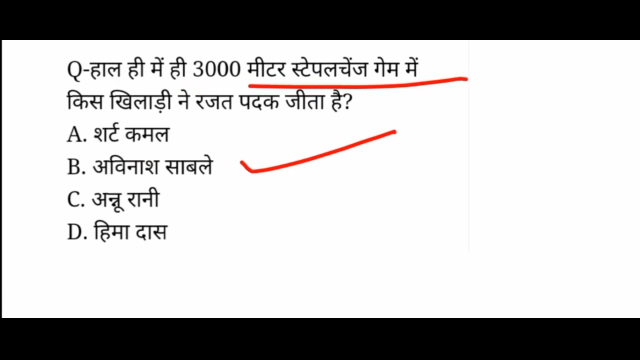 Q-हाल ही में ही 3000 मीटर स्टेपलचेंज गेम में
किस खिलाड़ी ने रजत पदक जीता है?
A. शर्ट कमल
B. अविनाश साबले
C. अन्नू रानी
D. हिमा दास